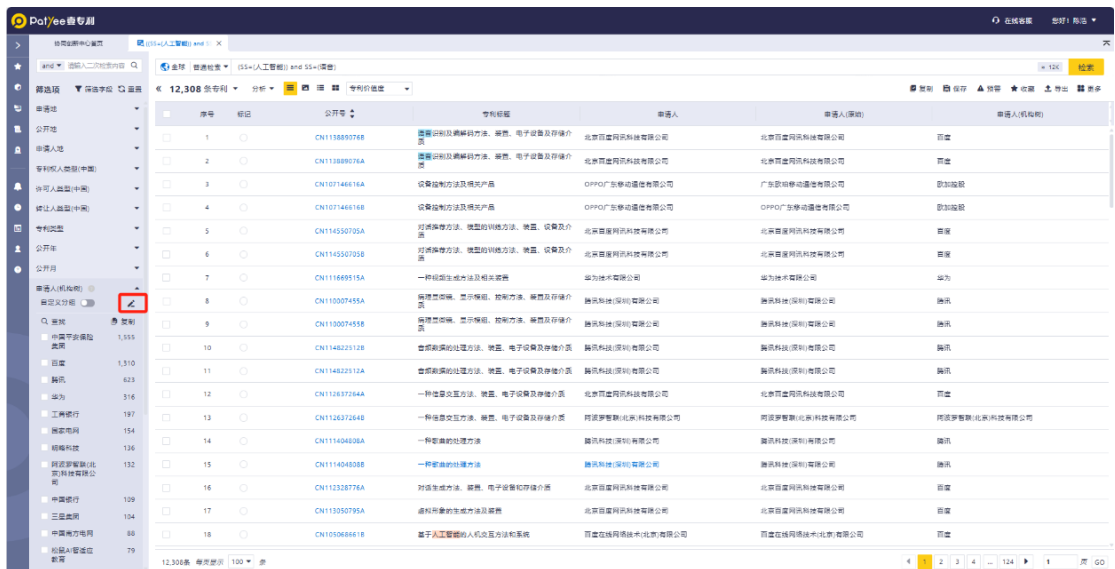 Patyee壹专利
在线客服 您好! 陈浩
协同创新中心首页 ((SS=(人工智能)) and S
and 请输入二次检索内容
全球 普通检索 (SS=(人工智能)) and SS=(语音) 检索
筛选项 筛选字段 重置
12,308 条专利 分析 专利价值度 复制 保存 预警 收藏 导出 更多
申请地
公开地
申请人地
专利权人类型(中国)
许可人类型(中国)
转让人类型(中国)
专利类型
公开年
公开月
申请人(机构树)
自定义分组
查找 复制
中国平安保险集团 1,555
百度 1,310
腾讯 623
华为 316
工商银行 197
国家电网 154
明略科技 136
阿波罗智联(北京)科技有限公司 132
中国银行 109
三星集团 104
中国南方电网 86
松鼠AI智适应教育 79
序号 标记 公开号 专利标题 申请人 申请人(原始) 申请人(机构树)
1 CN113889076B 语音识别及编解码方法、装置、电子设备及存储介质 北京百度网讯科技有限公司 北京百度网讯科技有限公司 百度
2 CN113889076A 语音识别及编解码方法、装置、电子设备及存储介质 北京百度网讯科技有限公司 北京百度网讯科技有限公司 百度
3 CN107146616A 设备控制方法及相关产品 OPPO广东移动通信有限公司 广东欧珀移动通信有限公司 欧加控股
4 CN107146616B 设备控制方法及相关产品 OPPO广东移动通信有限公司 OPPO广东移动通信有限公司 欧加控股
5 CN114550705A 对话推荐方法、模型的训练方法、装置、设备及介质 北京百度网讯科技有限公司 北京百度网讯科技有限公司 百度
6 CN114550705B 对话推荐方法、模型的训练方法、装置、设备及介质 北京百度网讯科技有限公司 北京百度网讯科技有限公司 百度
7 CN111669515A 一种视频生成方法及相关装置 华为技术有限公司 华为技术有限公司 华为
8 CN110007455A 病理显微镜、显示模组、控制方法、装置及存储介质 腾讯科技(深圳)有限公司 腾讯科技(深圳)有限公司 腾讯
9 CN110007455B 病理显微镜、显示模组、控制方法、装置及存储介质 腾讯科技(深圳)有限公司 腾讯科技(深圳)有限公司 腾讯
10 CN114822512B 音频数据的处理方法、装置、电子设备及存储介质 腾讯科技(深圳)有限公司 腾讯科技(深圳)有限公司 腾讯
11 CN114822512A 音频数据的处理方法、装置、电子设备及存储介质 腾讯科技(深圳)有限公司 腾讯科技(深圳)有限公司 腾讯
12 CN112637264A 一种信息交互方法、装置、电子设备及存储介质 北京百度网讯科技有限公司 北京百度网讯科技有限公司 百度
13 CN112637264B 一种信息交互方法、装置、电子设备及存储介质 阿波罗智联(北京)科技有限公司 阿波罗智联(北京)科技有限公司 阿波罗智联(北京)科技有限公司
14 CN111404808A 一种歌曲的处理方法 腾讯科技(深圳)有限公司 腾讯科技(深圳)有限公司 腾讯
15 CN111404808B 一种歌曲的处理方法 腾讯科技(深圳)有限公司 腾讯科技(深圳)有限公司 腾讯
16 CN112328776A 对话生成方法、装置、电子设备和存储介质 北京百度网讯科技有限公司 北京百度网讯科技有限公司 百度
17 CN113050795A 虚拟形象的生成方法及装置 北京百度网讯科技有限公司 北京百度网讯科技有限公司 百度
18 CN105068661B 基于人工智能的人机交互方法和系统 百度在线网络技术(北京)有限公司 百度在线网络技术(北京)有限公司 百度
12,308条 每页显示 100 条 1 2 3 4 ... 124 1 页 GO